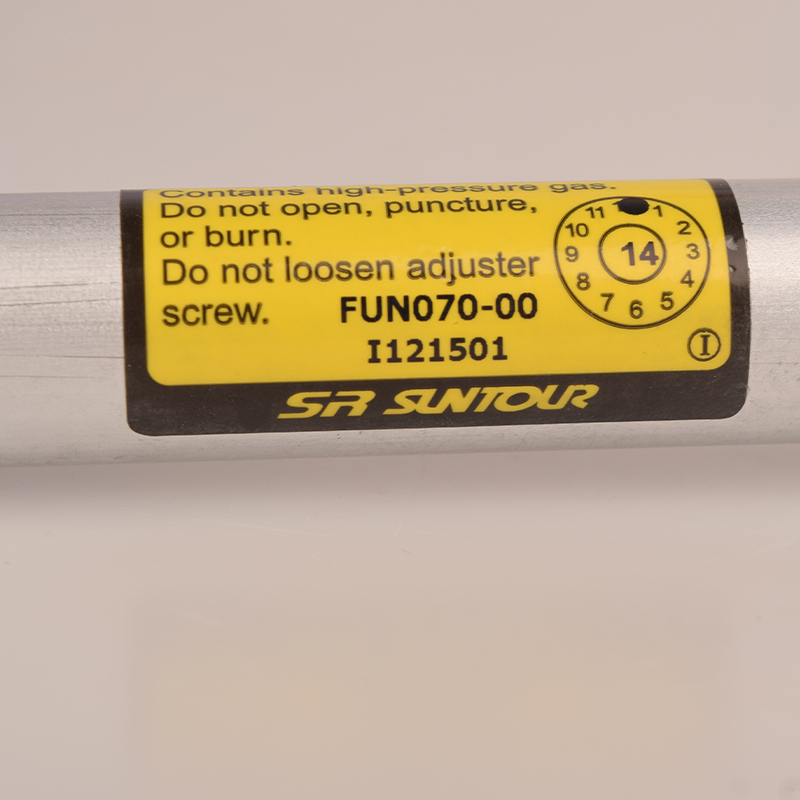 Contains high-pressure gas.
Do not open, puncture,
or burn.
Do not loosen adjuster
screw. FUN070-00
I121501
11 1
10 2
9 14 3
8 4
7 6 5
I
SR SUNTOUR